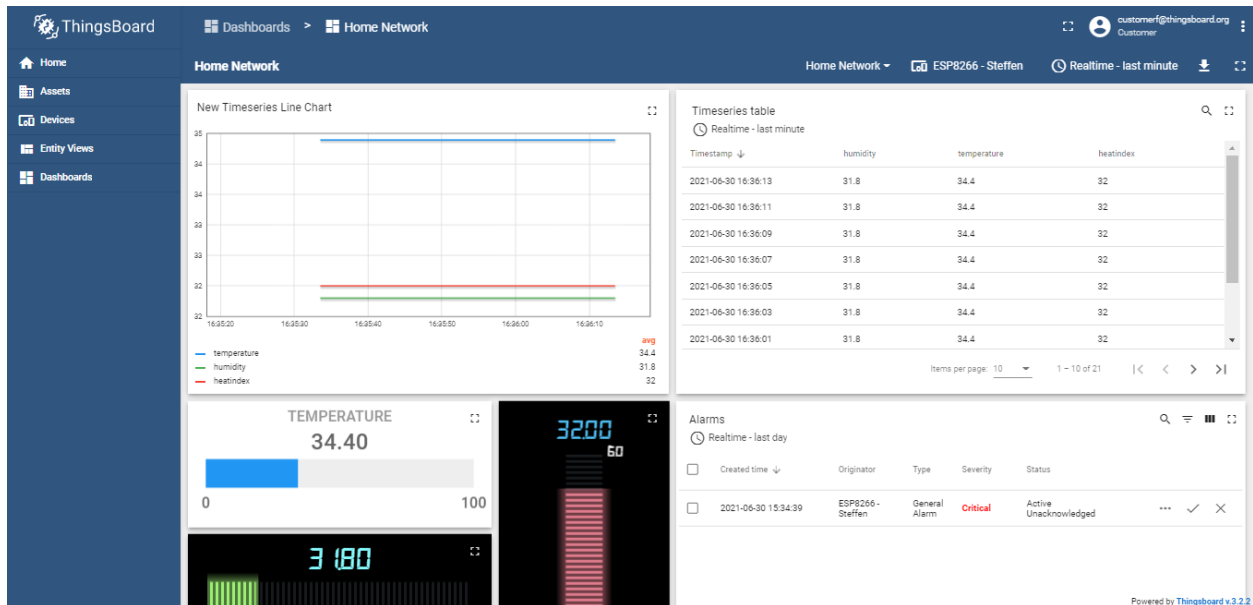 ThingsBoard
Dashboards > Home Network
customerf@thingsboard.org
Customer
Home
Assets
Devices
Entity Views
Dashboards
Home Network
Home Network
ESP8266 - Steffen
Realtime - last minute
New Timeseries Line Chart
35
34
34
33
33
32
32
16:35:20 16:35:30 16:35:40 16:35:50 16:36:00 16:36:10
avg
temperature 34.4
humidity 31.8
heatindex 32
Timeseries table
Realtime - last minute
Timestamp humidity temperature heatindex
2021-06-30 16:36:13 31.8 34.4 32
2021-06-30 16:36:11 31.8 34.4 32
2021-06-30 16:36:09 31.8 34.4 32
2021-06-30 16:36:07 31.8 34.4 32
2021-06-30 16:36:05 31.8 34.4 32
2021-06-30 16:36:03 31.8 34.4 32
2021-06-30 16:36:01 31.8 34.4 32
Items per page: 10 1 – 10 of 21
TEMPERATURE
34.40
0 100
31.80
32.00
60
Alarms
Realtime - last day
Created time Originator Type Severity Status
2021-06-30 15:34:39 ESP8266 - Steffen General Alarm Critical Active Unacknowledged
Powered by Thingsboard v.3.2.2